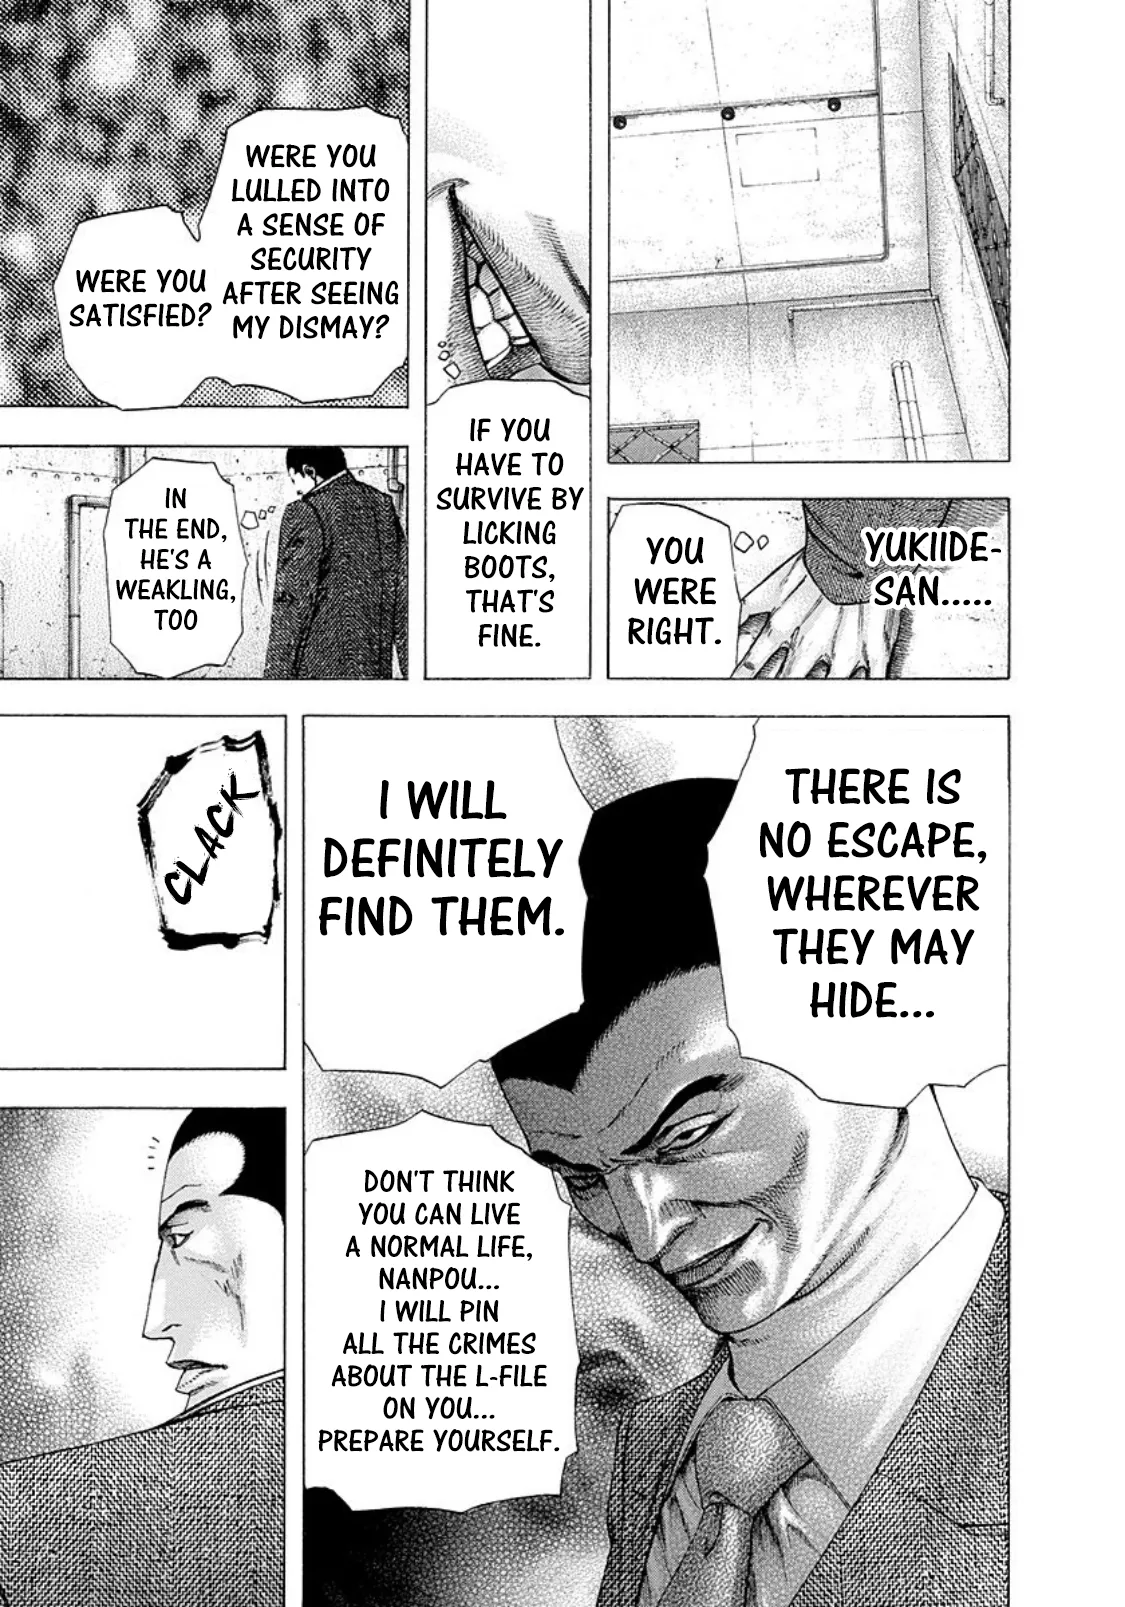 YUKIIDE-
SAN.....
YOU
WERE
RIGHT.
IF YOU
HAVE TO
SURVIVE BY
LICKING
BOOTS,
THAT'S
FINE.
WERE YOU
LULLED INTO
A SENSE OF
SECURITY
AFTER SEEING
MY DISMAY?
WERE YOU
SATISFIED?
IN
THE END,
HE'S A
WEAKLING,
TOO
THERE IS
NO ESCAPE,
WHEREVER
THEY MAY
HIDE...
I WILL
DEFINITELY
FIND THEM.
DON'T THINK
YOU CAN LIVE
A NORMAL LIFE,
NANPOU...
I WILL PIN
ALL THE CRIMES
ABOUT THE L-FILE
ON YOU...
PREPARE YOURSELF.
CLACK